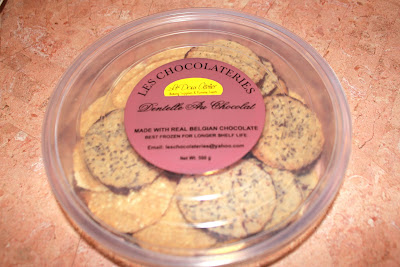 LES CHOCOLATERIES
Dentelle Au Chocolat
MADE WITH REAL BELGIAN CHOCOLATE
BEST FROZEN FOR LONGER SHELF LIFE
Email: leschocolateries@yahoo.com
Net Wt. 500 g